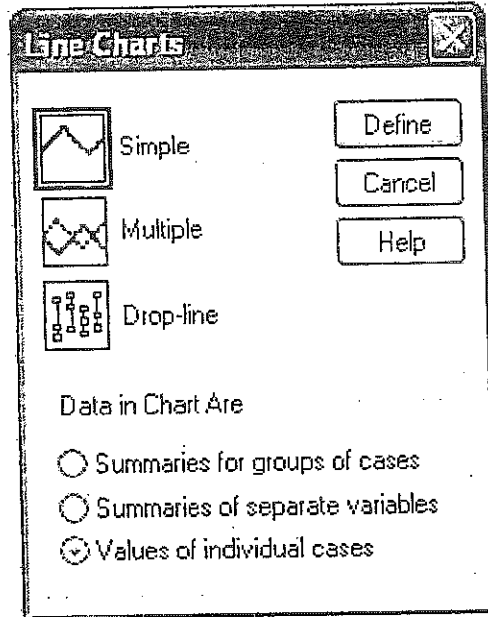 Line Charts
Simple
Define
Cancel
Multiple
Help
Drop-line
Data in Chart Are
Summaries for groups of cases
Summaries of separate variables
Values of individual cases